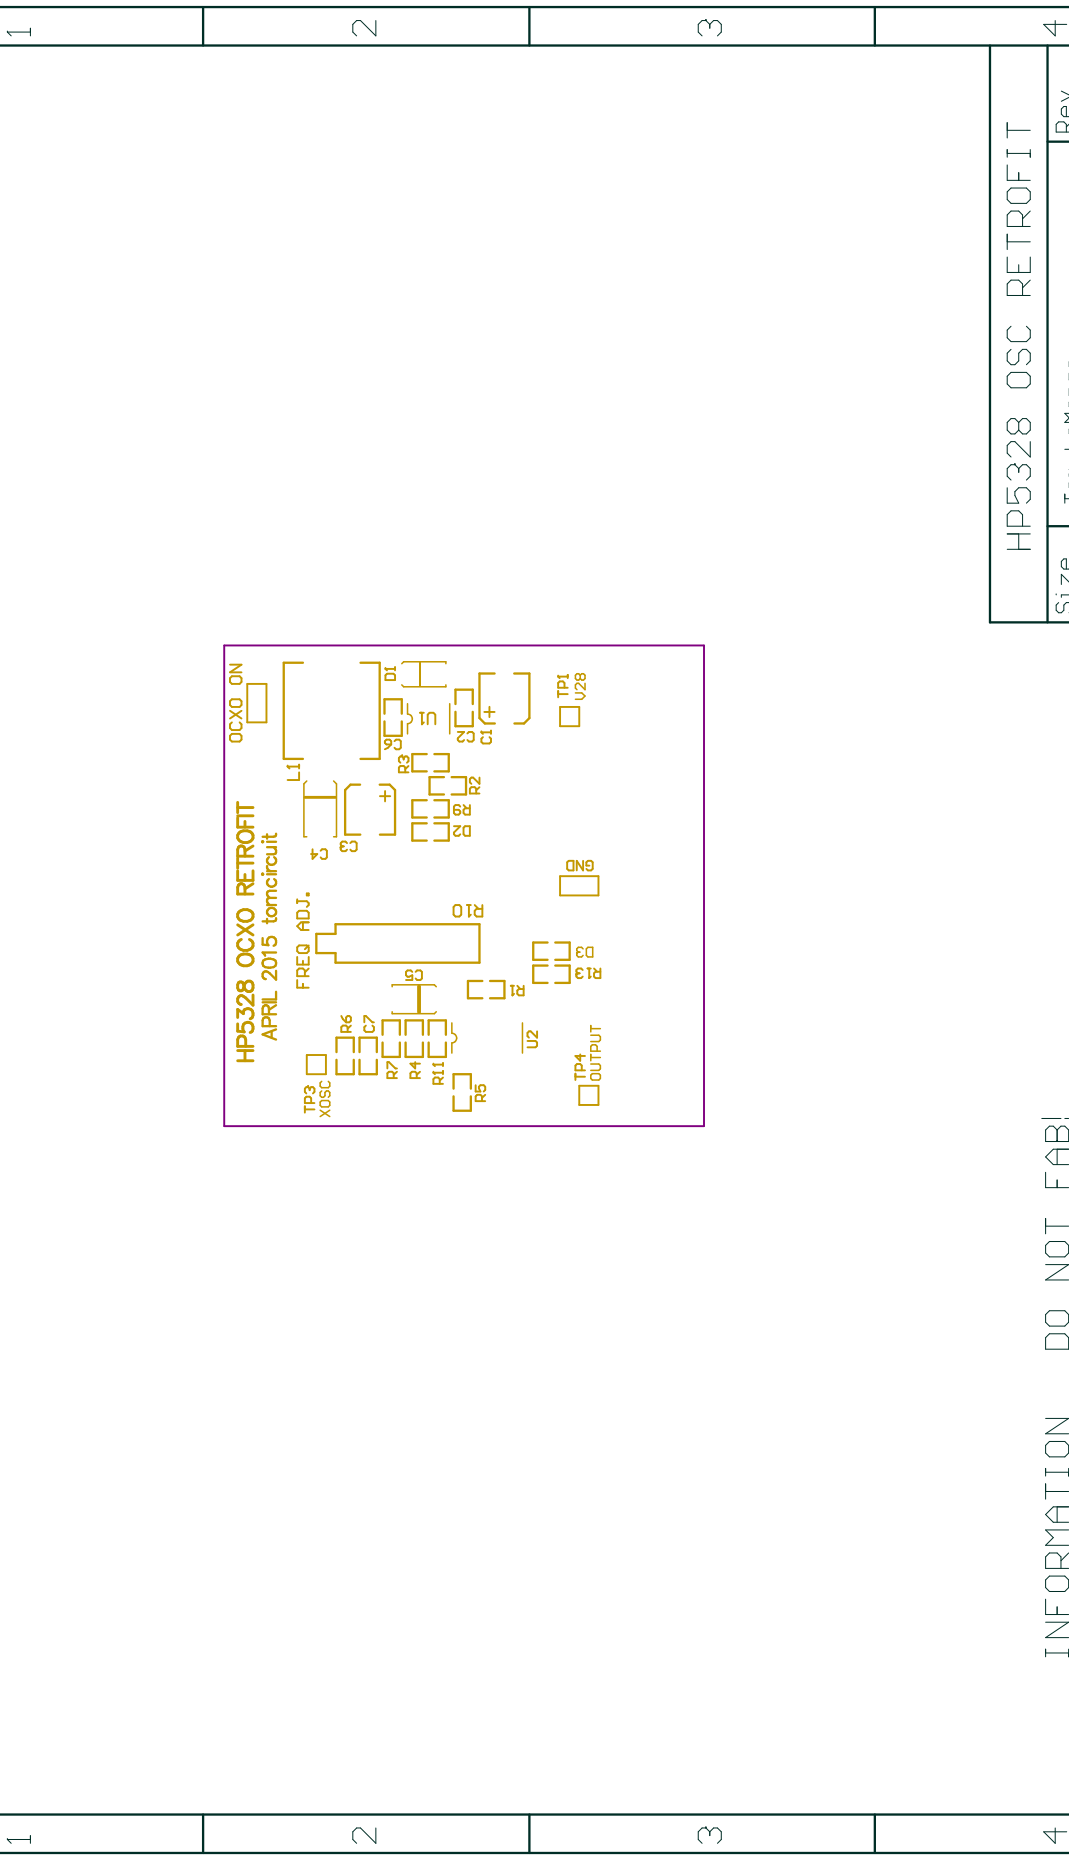 1
2
3
4
HP5328 OSC RETROFIT
Rev
Size
OCXO ON
L1
D1
C6
U1
C2
C1
TP1
V28
R3
R2
R9
D2
C4
C3
HP5328 OCXO RETROFIT
APRIL 2015 tomcircuit
FREQ ADJ.
R10
GND
C5
R1
D3
R13
R6
C7
R7
R4
R11
U2
R5
TP3
XOSC
TP4
OUTPUT
INFORMATION DO NOT FAB!
1
2
3
4